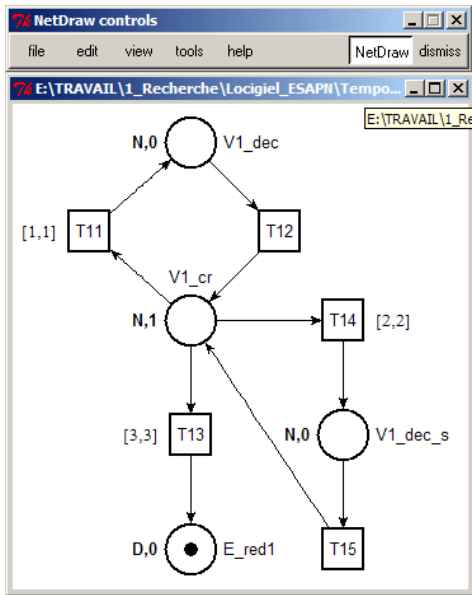 NetDraw controls
file edit view tools help NetDraw dismiss
E:\TRAVAIL\1_Recherche\Locigiel_ESAPN\Tempo...
E:\TRAVAIL\1_Re
N,0 V1_dec
[1,1] T11 T12
V1_cr
N,1 T14 [2,2]
[3,3] T13 N,0 V1_dec_s
D,0 E_red1 T15